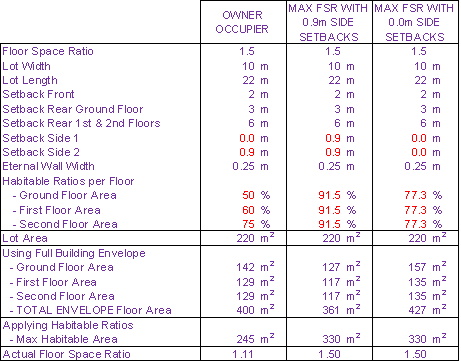 OWNER OCCUPIER MAX FSR WITH 0.9m SIDE SETBACKS MAX FSR WITH 0.0m SIDE SETBACKS
Floor Space Ratio 1.5 1.5 1.5
Lot Width 10 m 10 m 10 m
Lot Length 22 m 22 m 22 m
Setback Front 2 m 2 m 2 m
Setback Rear Ground Floor 3 m 3 m 3 m
Setback Rear 1st & 2nd Floors 6 m 6 m 6 m
Setback Side 1 0.0 m 0.9 m 0.0 m
Setback Side 2 0.9 m 0.9 m 0.0 m
Eternal Wall Width 0.25 m 0.25 m 0.25 m
Habitable Ratios per Floor
- Ground Floor Area 50 % 91.5 % 77.3 %
- First Floor Area 60 % 91.5 % 77.3 %
- Second Floor Area 75 % 91.5 % 77.3 %
Lot Area 220 m² 220 m² 220 m²
Using Full Building Envelope
- Ground Floor Area 142 m² 127 m² 157 m²
- First Floor Area 129 m² 117 m² 135 m²
- Second Floor Area 129 m² 117 m² 135 m²
- TOTAL ENVELOPE Floor Area 400 m² 361 m² 427 m²
Applying Habitable Ratios
- Max Habitable Area 245 m² 330 m² 330 m²
Actual Floor Space Ratio 1.11 1.50 1.50